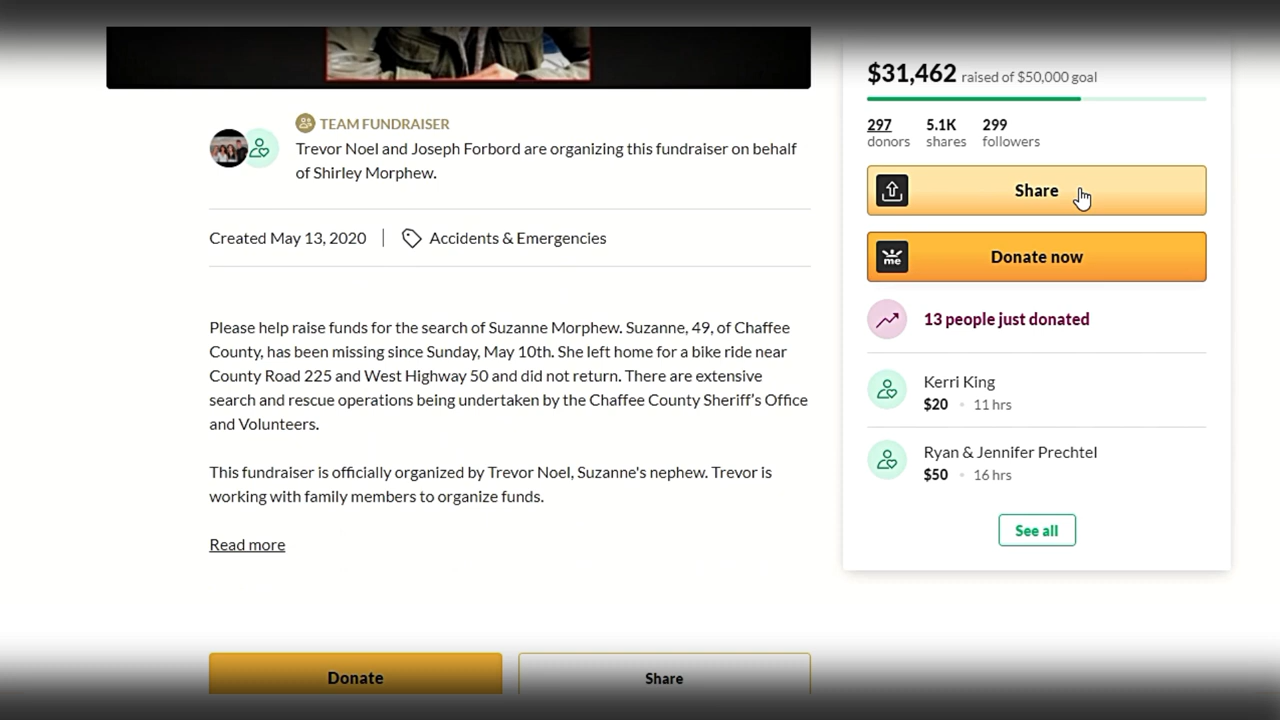 TEAM FUNDRAISER
Trevor Noel and Joseph Forbord are organizing this fundraiser on behalf
of Shirley Morphew.
Created May 13, 2020
Accidents & Emergencies
Please help raise funds for the search of Suzanne Morphew. Suzanne, 49, of Chaffee
County, has been missing since Sunday, May 10th. She left home for a bike ride near
County Road 225 and West Highway 50 and did not return. There are extensive
search and rescue operations being undertaken by the Chaffee County Sheriff's Office
and Volunteers.
This fundraiser is officially organized by Trevor Noel, Suzanne's nephew. Trevor is
working with family members to organize funds.
Read more
Donate
Share
$31,462 raised of $50,000 goal
297 5.1K 299
donors shares followers
Share
me
Donate now
13 people just donated
Kerri King
$20 • 11 hrs
Ryan & Jennifer Prechtel
$50 • 16 hrs
See all